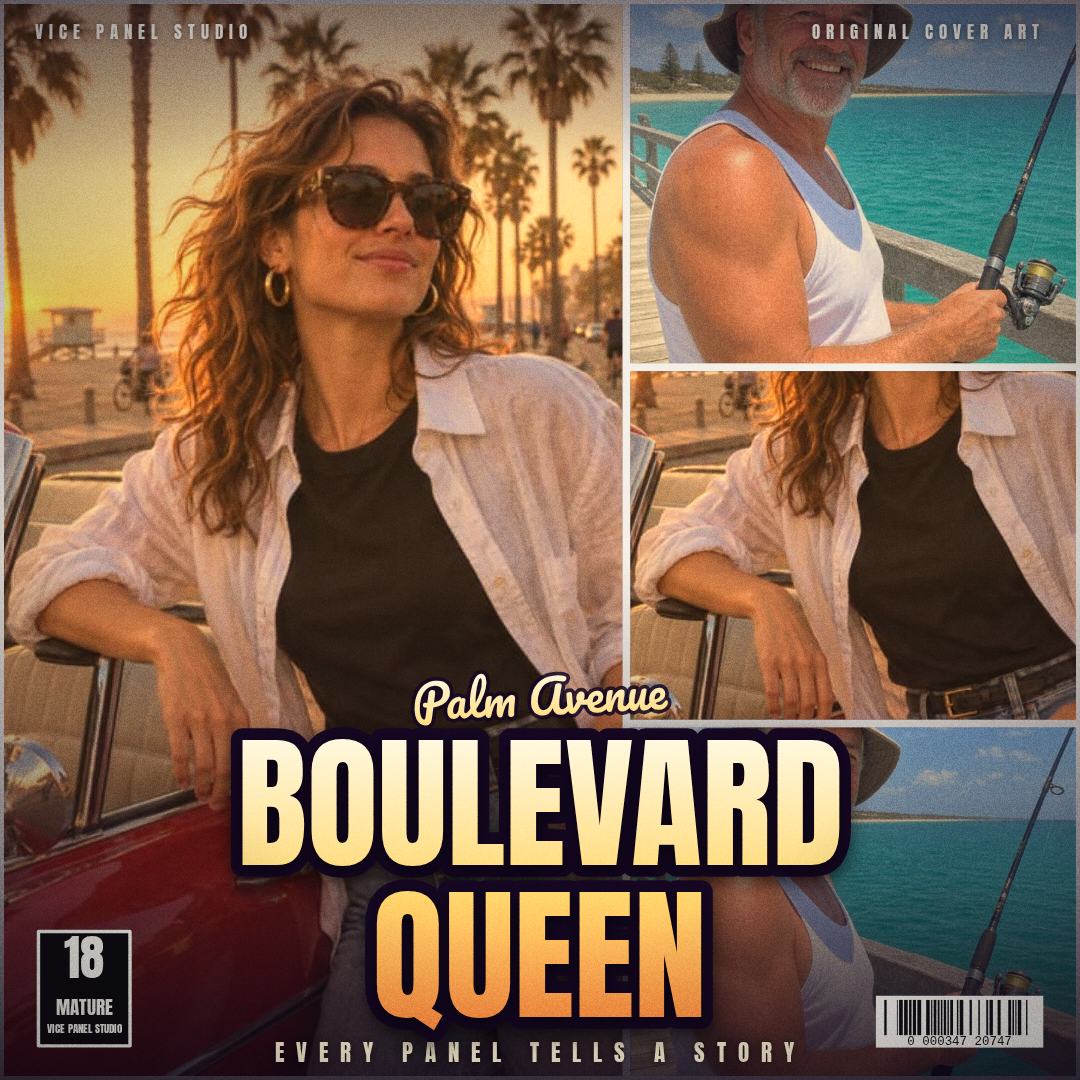 VICE PANEL STUDIO
ORIGINAL COVER ART
Palm Avenue
BOULEVARD
QUEEN
18
MATURE
VICE PANEL STUDIO
0 000347 20747
EVERY PANEL TELLS A STORY